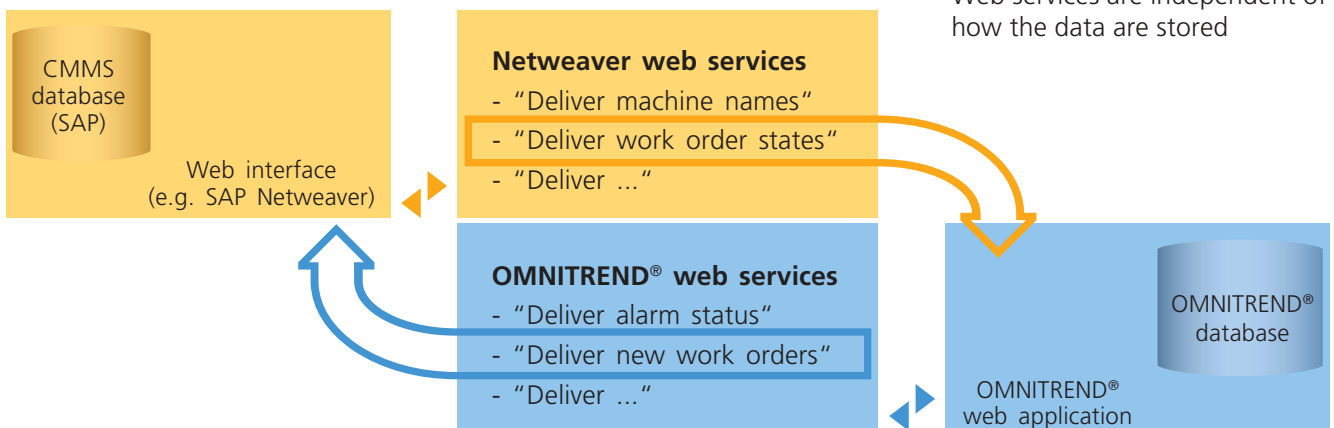 Web services are independent of
how the data are stored
CMMS
database
(SAP)
Web interface
(e.g. SAP Netweaver)
Netweaver web services
- “Deliver machine names“
- “Deliver work order states“
- “Deliver ...“
OMNITREND® web services
- “Deliver alarm status“
- “Deliver new work orders“
- “Deliver ...“
OMNITREND®
database
OMNITREND®
web application